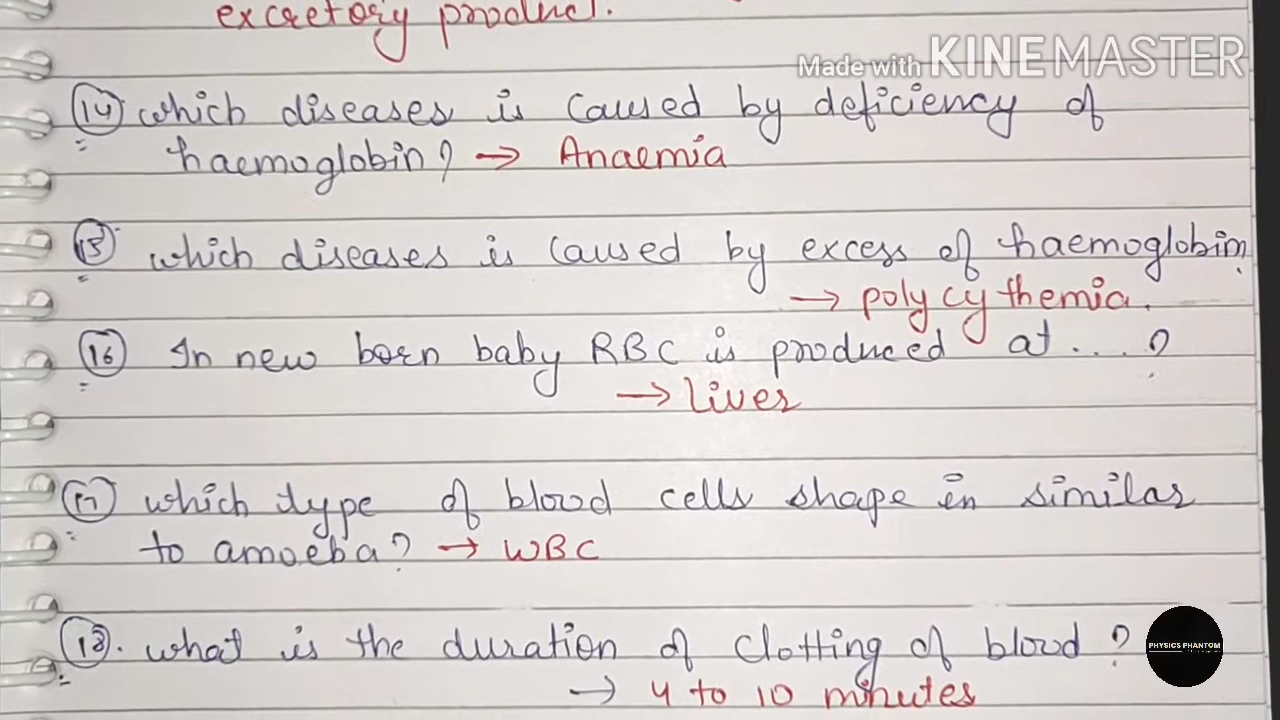 excretory product.
Made with KINEMASTER
(14) which diseases is caused by deficiency of
haemoglobin? → Anaemia
(15) which diseases is caused by excess of haemoglobin
→ polycythemia.
(16) In new born baby RBC is produced at....?
→ Liver
(17) which type of blood cells shape in similar
to amoeba? → WBC
(18). what is the duration of clotting of blood?
PHYSICS PHANTOM
→ 4 to 10 minutes